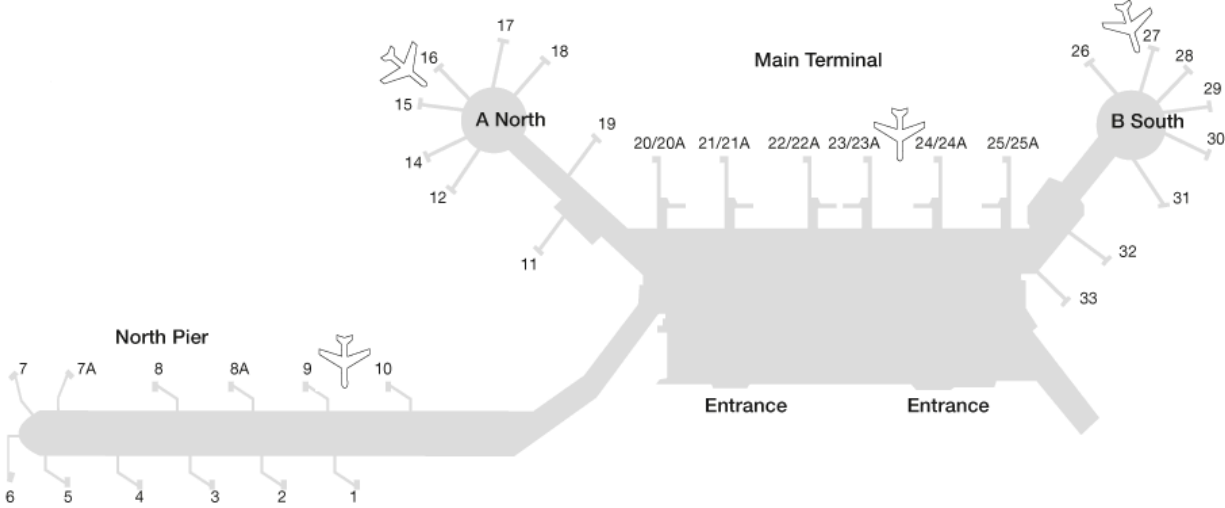 17
27
16
18
26
28
Main Terminal
15
29
A North
B South
19
30
14
20/20A
21/21A
22/22A
23/23A
24/24A
25/25A
12
31
11
32
33
North Pier
7
7A
8
8A
9
10
Entrance
Entrance
6
5
4
3
2
1